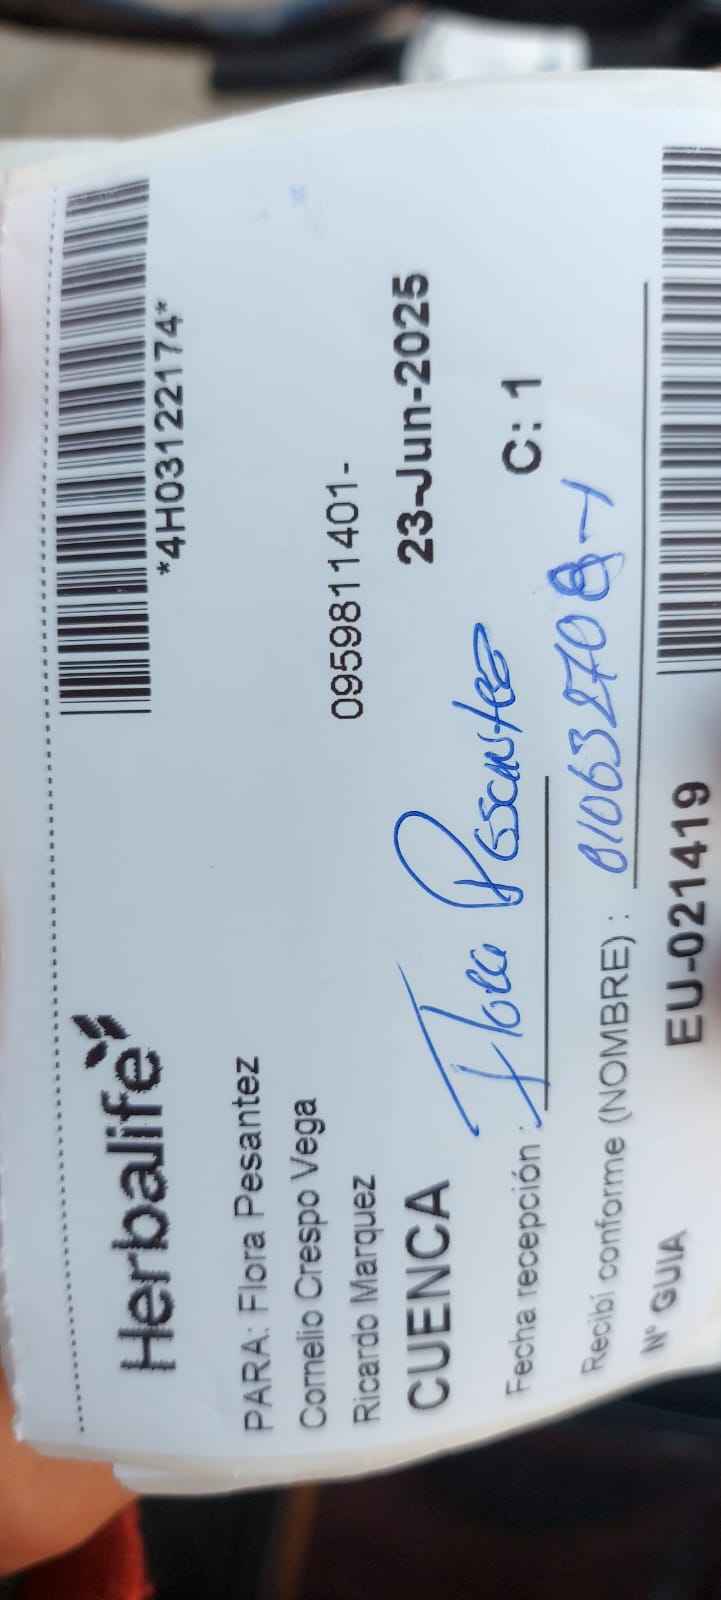 Herbalife
*4H03122174*
PARA: Flora Pesantez
Cornelio Crespo Vega
Ricardo Marquez 0959811401-
CUENCA 23-Jun-2025
Flora Pesantez
Fecha recepción : C: 1
Recibí conforme (NOMBRE) :
Nº GUIA EU-021419